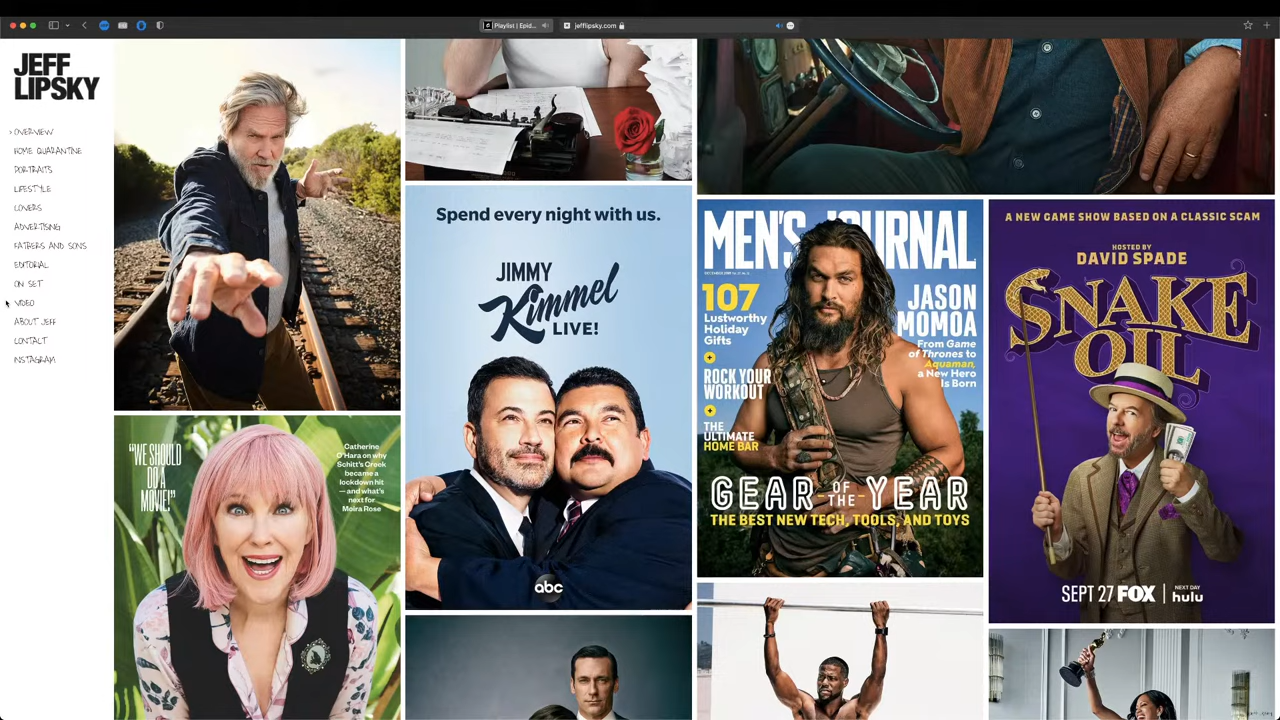 Playlist | Epid...
jefflipsky.com
JEFF
LIPSKY
› OVERVIEW
HOME QUARANTINE
PORTRAITS
LIFESTYLE
LOVERS
ADVERTISING
FATHERS AND SONS
EDITORIAL
ON SET
VIDEO
ABOUT JEFF
CONTACT
INSTAGRAM
"WE SHOULD
DO A
MOVIE!"
Catherine
O'Hara on why
Schitt's Creek
became a
lockdown hit
—and what's
next for
Moira Rose
Spend every night with us.
JIMMY
Kimmel
LIVE!
abc
MEN'S JOURNAL
107
Lustworthy
Holiday
Gifts
ROCK YOUR
WORKOUT
THE
ULTIMATE
HOME BAR
JASON
MOMOA
From Game
of Thrones to
Aquaman,
a New Hero
Is Born
GEAR OF THE YEAR
THE BEST NEW TECH, TOOLS, AND TOYS
A NEW GAME SHOW BASED ON A CLASSIC SCAM
HOSTED BY
DAVID SPADE
SNAKE
OIL
SEPT 27 FOX | NEXT DAY hulu